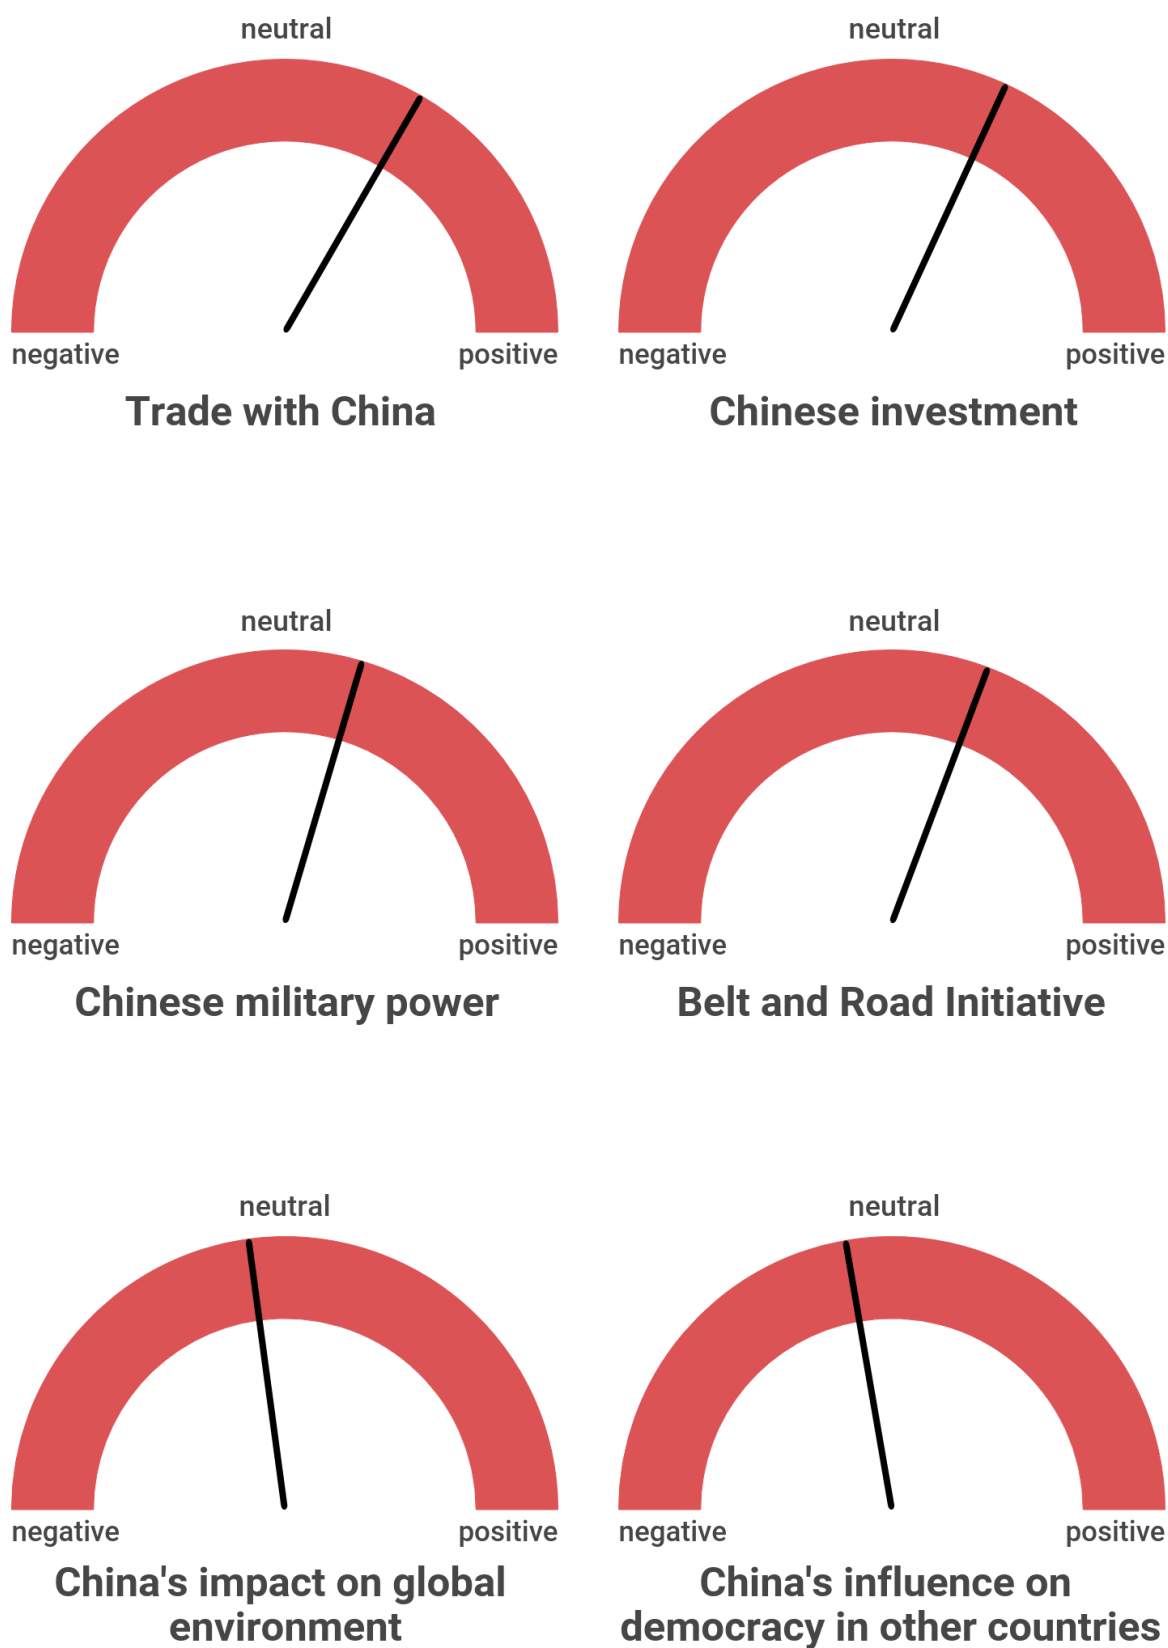 neutral
negative
positive
Trade with China
neutral
negative
positive
Chinese investment
neutral
negative
positive
Chinese military power
neutral
negative
positive
Belt and Road Initiative
neutral
negative
positive
China's impact on global
environment
neutral
negative
positive
China's influence on
democracy in other countries